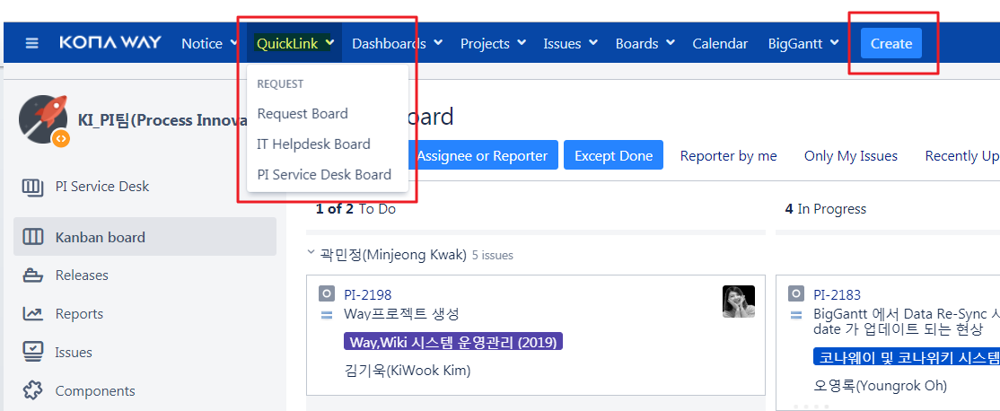 KONA WAY Notice QuickLink Dashboards Projects Issues Boards Calendar BigGantt Create
REQUEST
Request Board
IT Helpdesk Board
PI Service Desk Board
KI_PI팀(Process Innova
oard
Assignee or Reporter Except Done Reporter by me Only My Issues Recently Up
PI Service Desk
Kanban board
Releases
Reports
Issues
Components
1 of 2 To Do
4 In Progress
곽민정(Minjeong Kwak) 5 issues
PI-2198
Way프로젝트 생성
Way,Wiki 시스템 운영관리 (2019)
김기욱(KiWook Kim)
PI-2183
BigGantt 에서 Data Re-Sync 시
date 가 업데이트 되는 현상
코나웨이 및 코나위키 시스템
오영록(Youngrok Oh)